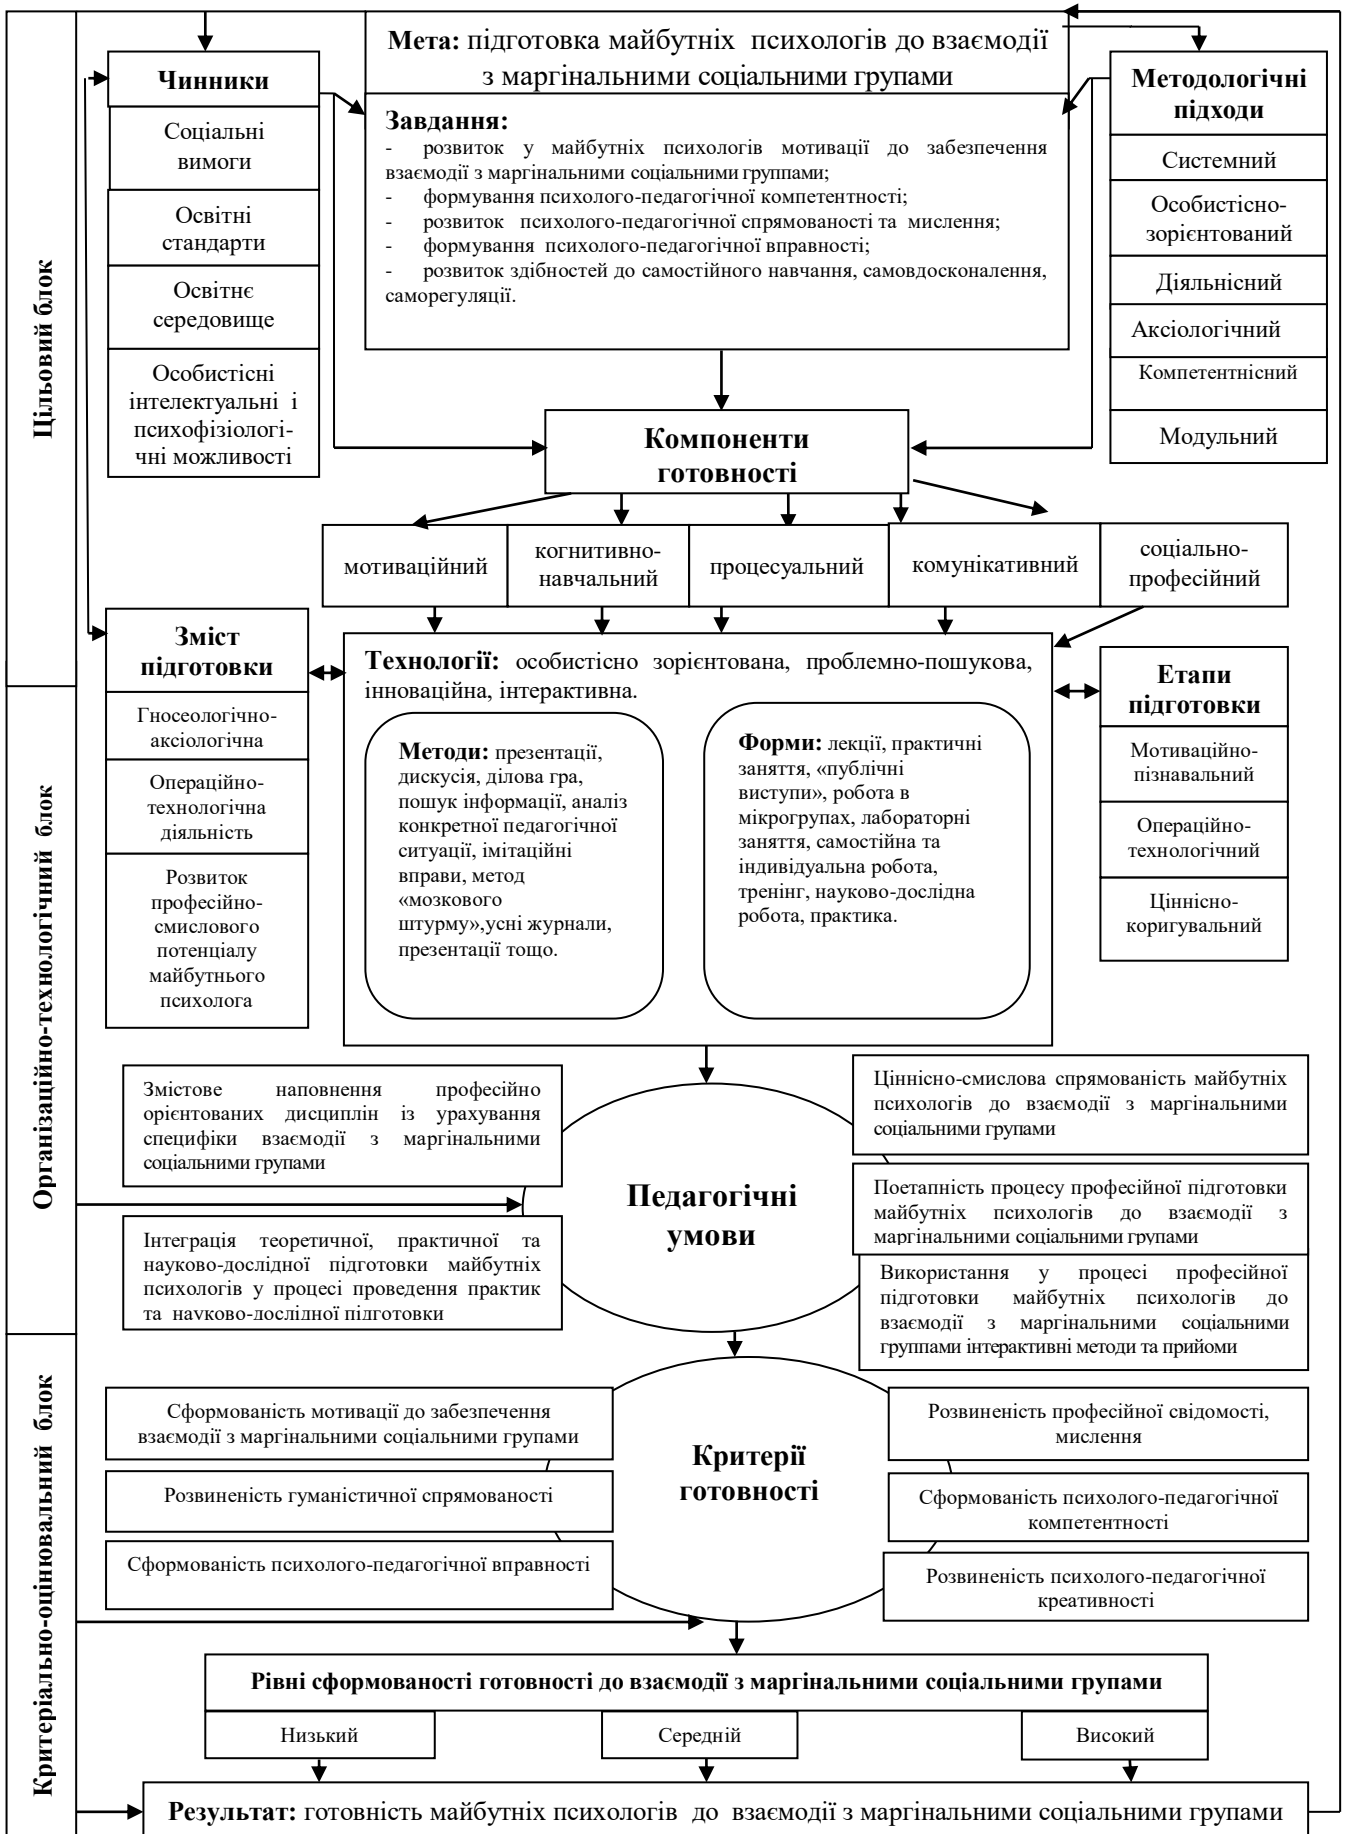 Мета: підготовка майбутніх психологів до взаємодії
з маргінальними соціальними групами
Чинники
Соціальні
вимоги
Освітні
стандарти
Освітнє
середовище
Особистісні
інтелектуальні і
психофізіологі-
чні можливості
Завдання:
- розвиток у майбутніх психологів мотивації до забезпечення
взаємодії з маргінальними соціальними группами;
- формування психолого-педагогічної компетентності;
- розвиток психолого-педагогічної спрямованості та мислення;
- формування психолого-педагогічної вправності;
- розвиток здібностей до самостійного навчання, самовдосконалення,
саморегуляції.
Методологічні
підходи
Системний
Особистісно-
зорієнтований
Діяльнісний
Аксіологічний
Компетентнісний
Модульний
Цільовий блок
Компоненти
готовності
мотиваційний
когнитивно-
навчальний
процесуальний
комунікативний
соціально-
професійний
Зміст
підготовки
Гносеологічно-
аксіологічна
Операційно-
технологічна
діяльність
Розвиток
професійно-
смислового
потенціалу
майбутнього
психолога
Технології: особистісно зорієнтована, проблемно-пошукова,
інноваційна, інтерактивна.
Методи: презентації,
дискусія, ділова гра,
пошук інформації, аналіз
конкретної педагогічної
ситуації, імітаційні
вправи, метод
«мозкового
штурму»,усні журнали,
презентації тощо.
Форми: лекції, практичні
заняття, «публічні
виступи», робота в
мікрогрупах, лабораторні
заняття, самостійна та
індивідуальна робота,
тренінг, науково-дослідна
робота, практика.
Етапи
підготовки
Мотиваційно-
пізнавальний
Операційно-
технологічний
Ціннісно-
коригувальний
Організаційно-технологічний блок
Змістове наповнення професійно
орієнтованих дисциплін із урахування
специфіки взаємодії з маргінальними
соціальними групами
Інтеграція теоретичної, практичної та
науково-дослідної підготовки майбутніх
психологів у процесі проведення практик
та науково-дослідної підготовки
Педагогічні
умови
Ціннісно-смислова спрямованість майбутніх
психологів до взаємодії з маргінальними
соціальними групами
Поетапність процесу професійної підготовки
майбутніх психологів до взаємодії з
маргінальними соціальними групами
Використання у процесі професійної
підготовки майбутніх психологів до
взаємодії з маргінальними соціальними
группами інтерактивні методи та прийоми
Критеріально-оцінювальний блок
Сформованість мотивації до забезпечення
взаємодії з маргінальними соціальними групами
Розвиненість гуманістичної спрямованості
Сформованість психолого-педагогічної вправності
Критерії
готовності
Розвиненість професійної свідомості,
мислення
Сформованість психолого-педагогічної
компетентності
Розвиненість психолого-педагогічної
креативності
Рівні сформованості готовності до взаємодії з маргінальними соціальними групами
Низький
Середній
Високий
Результат: готовність майбутніх психологів до взаємодії з маргінальними соціальними групами